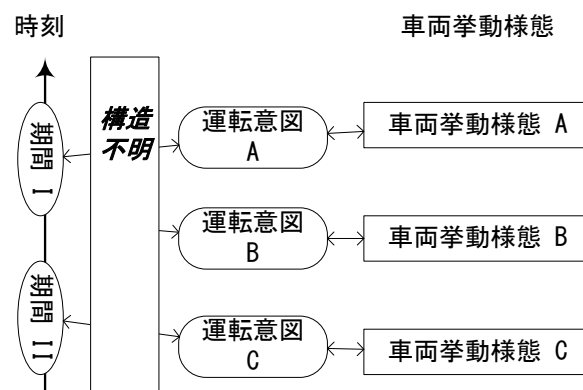 時刻
車両挙動様態
構造
不明
期間 I
期間 II
運転意図
A
車両挙動様態 A
運転意図
B
車両挙動様態 B
運転意図
C
車両挙動様態 C